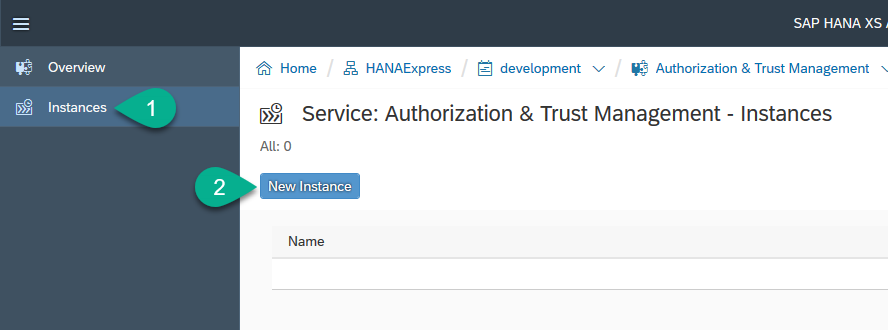 SAP HANA XS A
Overview
Instances
1
Home / HANAExpress / development / Authorization & Trust Management
Service: Authorization & Trust Management - Instances
All: 0
2
New Instance
Name